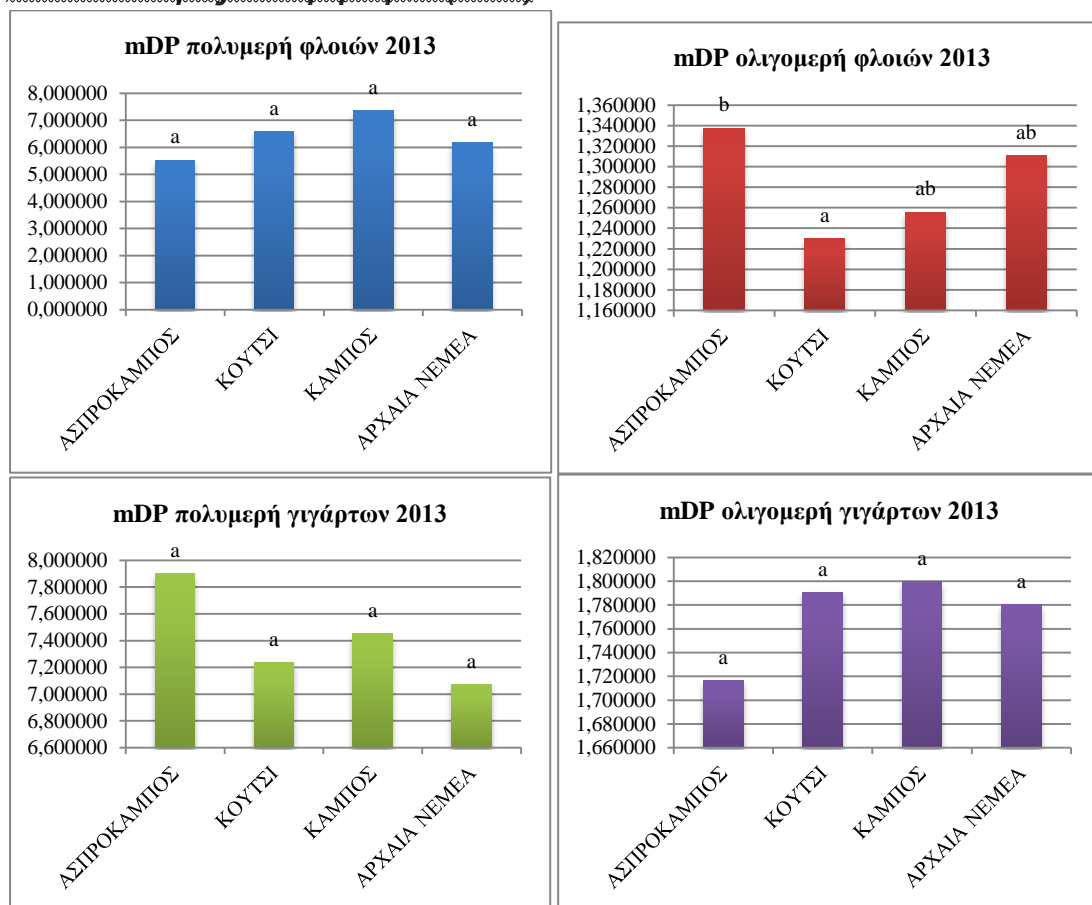 mDP πολυμερή φλοιών 2013
8,000000
7,000000
6,000000
5,000000
4,000000
3,000000
2,000000
1,000000
0,000000
a
a
a
a
ΑΣΠΡΟΚΑΜΠΟΣ
ΚΟΥΤΣΙ
ΚΑΜΠΟΣ
ΑΡΧΑΙΑ ΝΕΜΕΑ
mDP ολιγομερή φλοιών 2013
1,360000
1,340000
1,320000
1,300000
1,280000
1,260000
1,240000
1,220000
1,200000
1,180000
1,160000
b
a
ab
ab
ΑΣΠΡΟΚΑΜΠΟΣ
ΚΟΥΤΣΙ
ΚΑΜΠΟΣ
ΑΡΧΑΙΑ ΝΕΜΕΑ
mDP πολυμερή γιγάρτων 2013
8,000000
7,800000
7,600000
7,400000
7,200000
7,000000
6,800000
6,600000
a
a
a
a
ΑΣΠΡΟΚΑΜΠΟΣ
ΚΟΥΤΣΙ
ΚΑΜΠΟΣ
ΑΡΧΑΙΑ ΝΕΜΕΑ
mDP ολιγομερή γιγάρτων 2013
1,820000
1,800000
1,780000
1,760000
1,740000
1,720000
1,700000
1,680000
1,660000
a
a
a
a
ΑΣΠΡΟΚΑΜΠΟΣ
ΚΟΥΤΣΙ
ΚΑΜΠΟΣ
ΑΡΧΑΙΑ ΝΕΜΕΑ